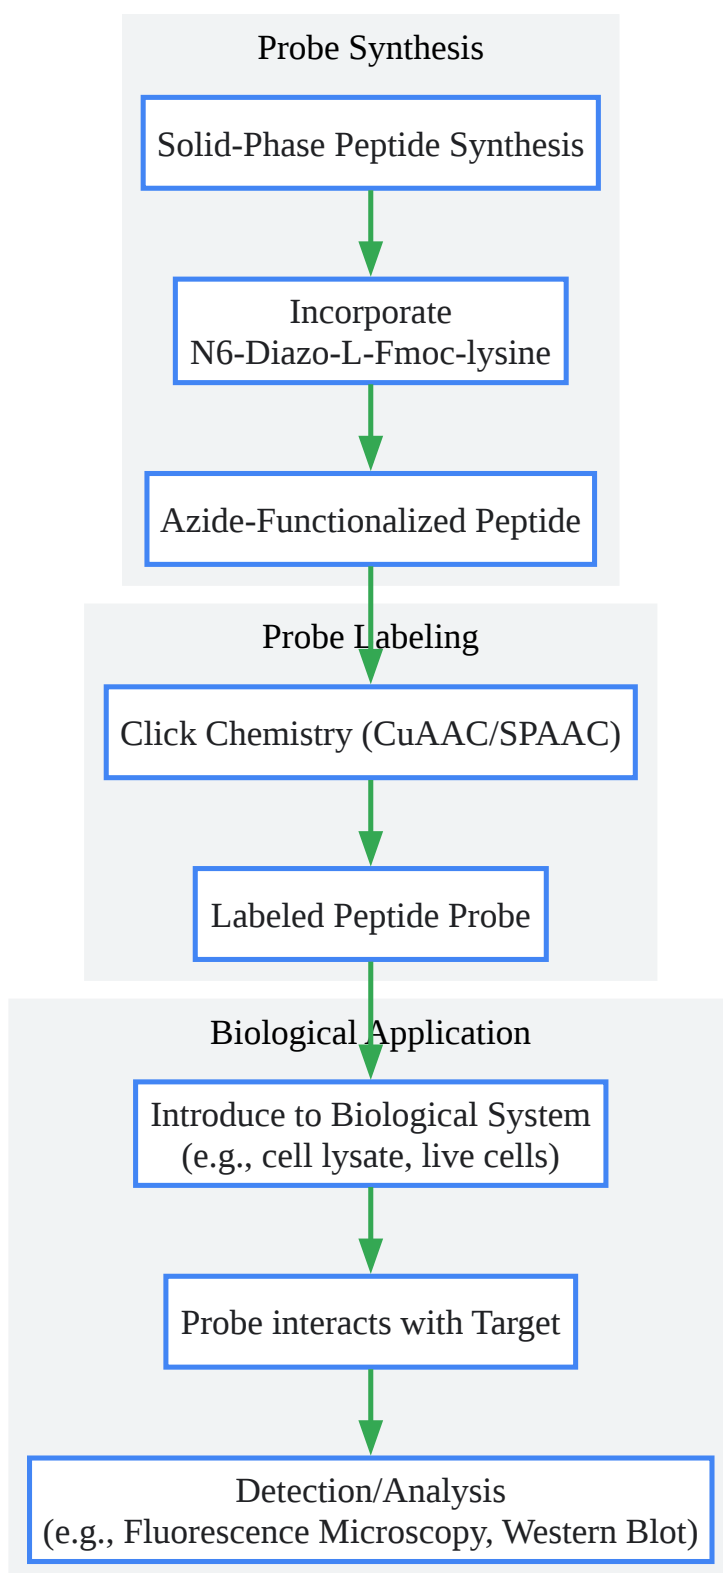 Probe Synthesis
Solid-Phase Peptide Synthesis
Incorporate
N6-Diazo-L-Fmoc-lysine
Azide-Functionalized Peptide
Probe Labeling
Click Chemistry (CuAAC/SPAAC)
Labeled Peptide Probe
Biological Application
Introduce to Biological System
(e.g., cell lysate, live cells)
Probe interacts with Target
Detection/Analysis
(e.g., Fluorescence Microscopy, Western Blot)